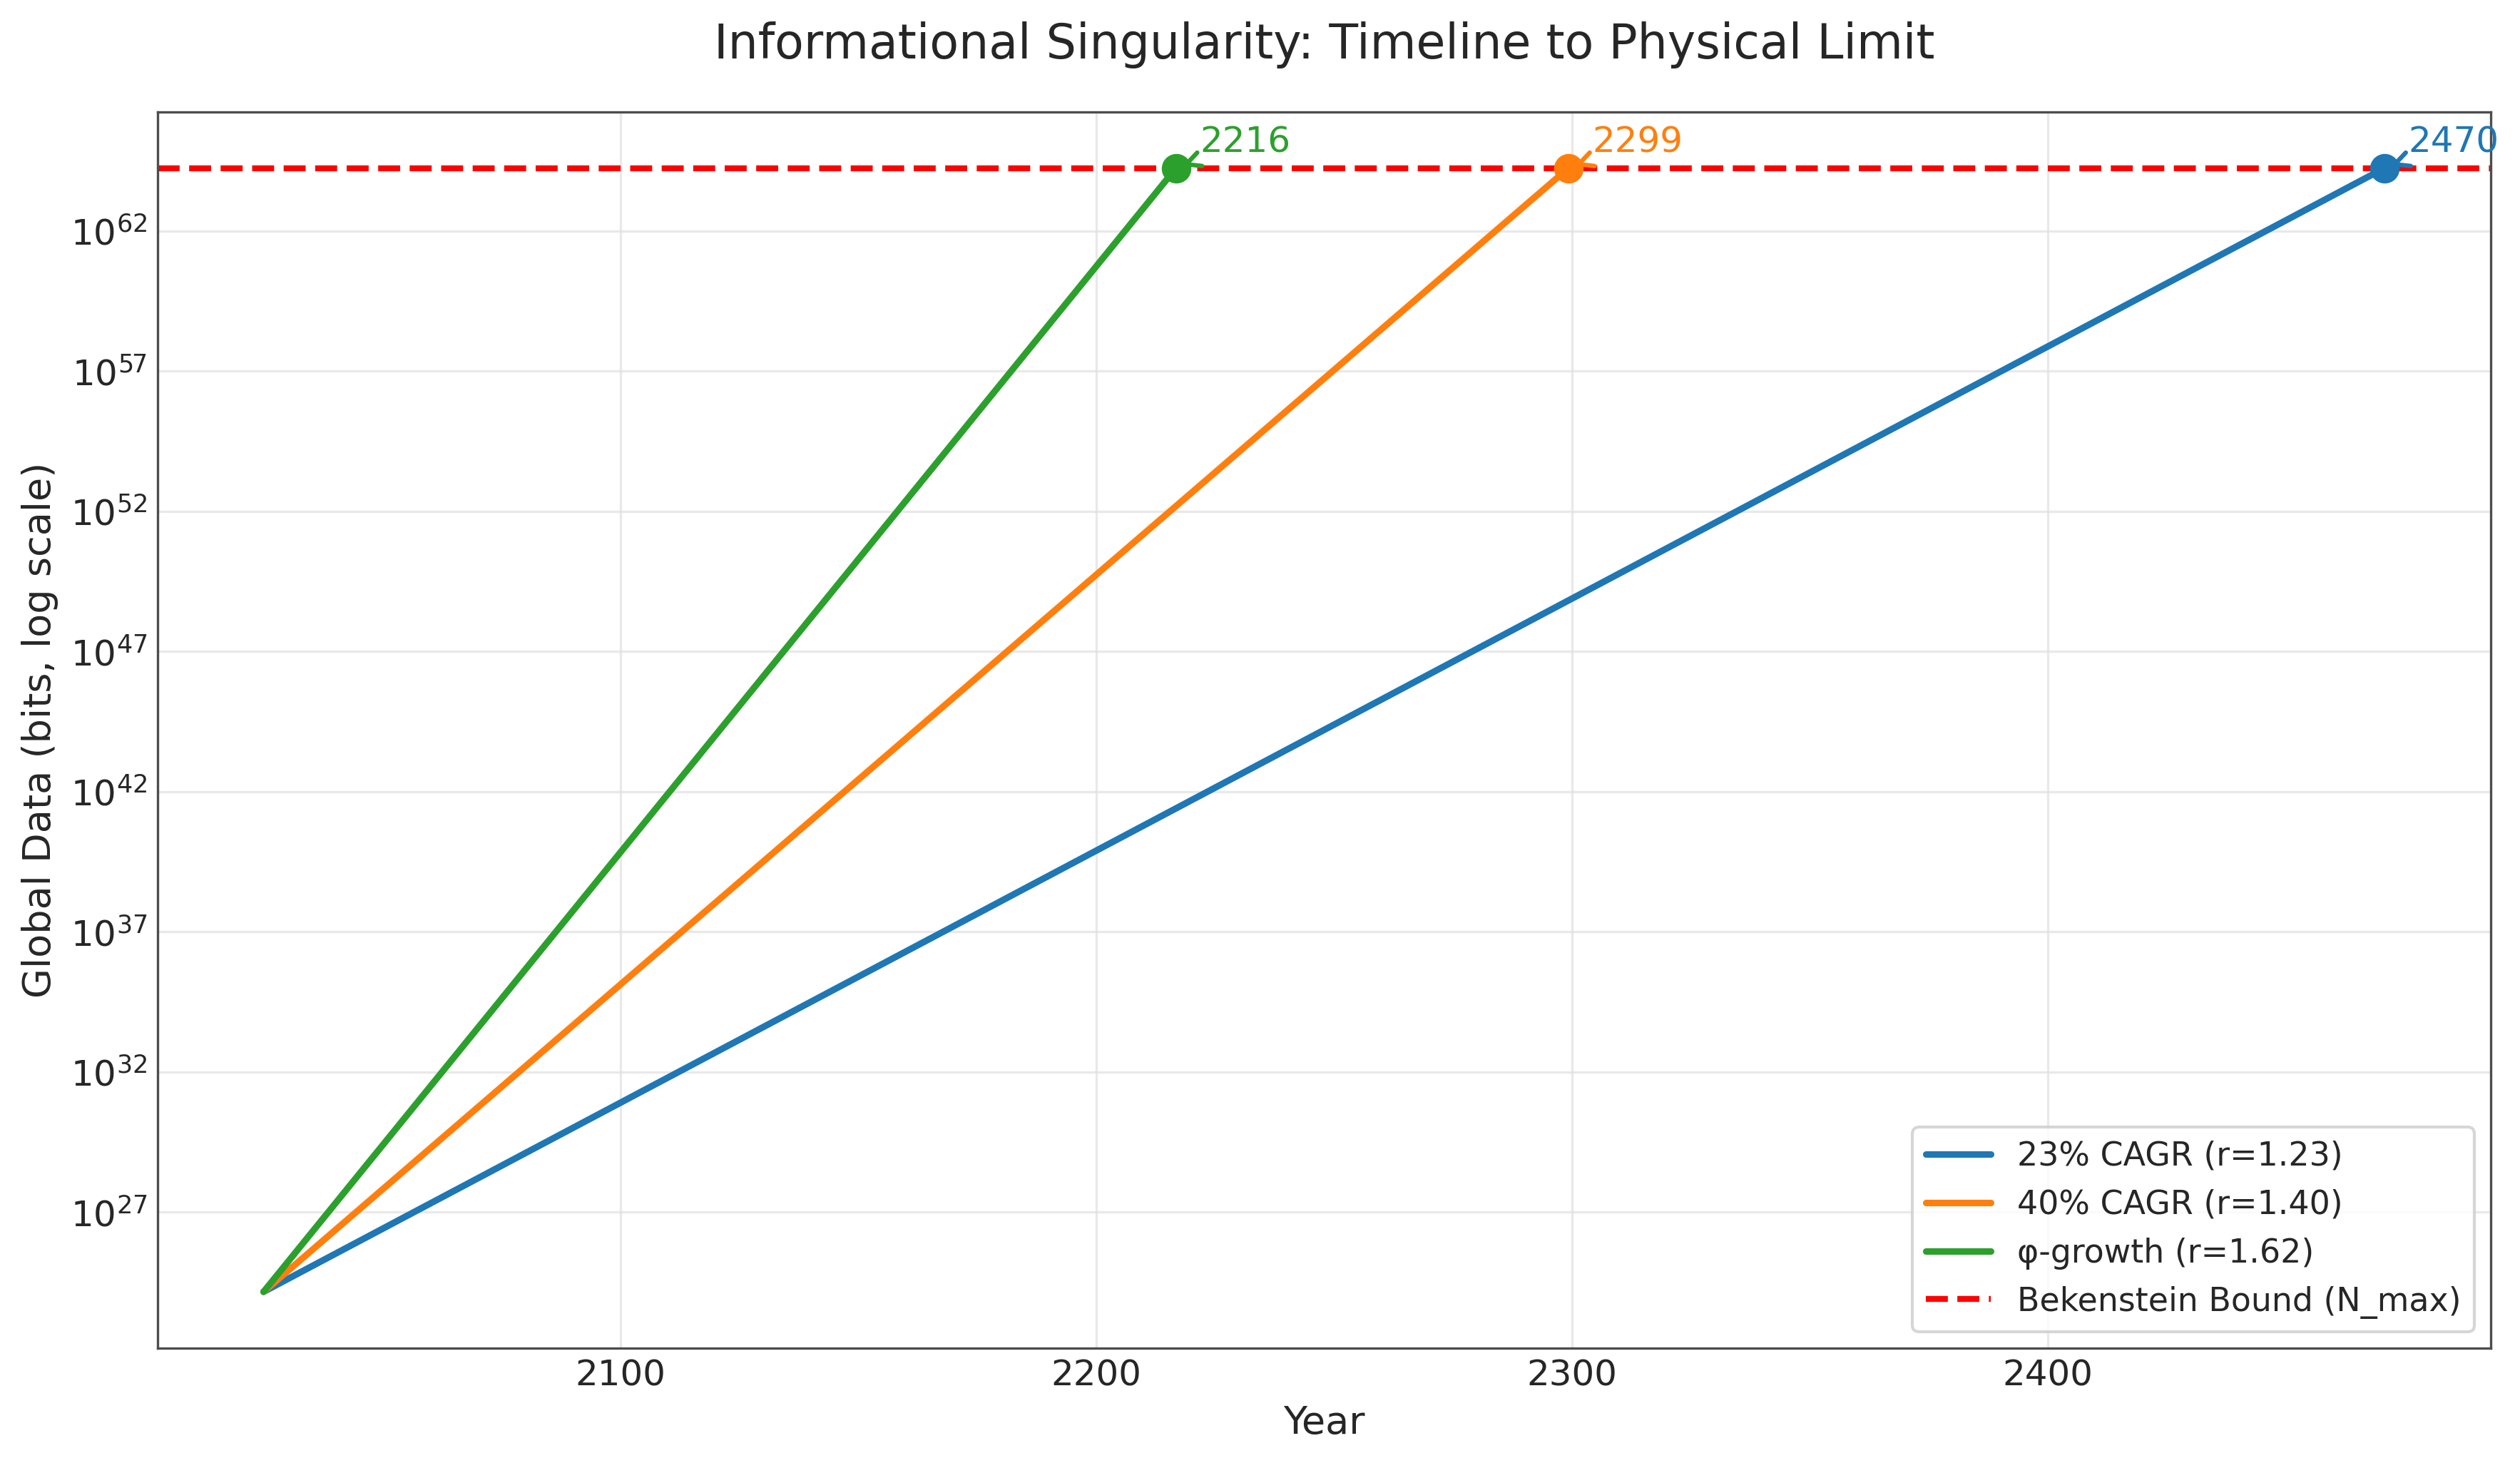 Informational Singularity: Timeline to Physical Limit
2216
2299
2470
10^62
10^57
10^52
10^47
10^42
10^37
10^32
10^27
Global Data (bits, log scale)
23% CAGR (r=1.23)
40% CAGR (r=1.40)
φ-growth (r=1.62)
Bekenstein Bound (N_max)
2100
2200
2300
2400
Year